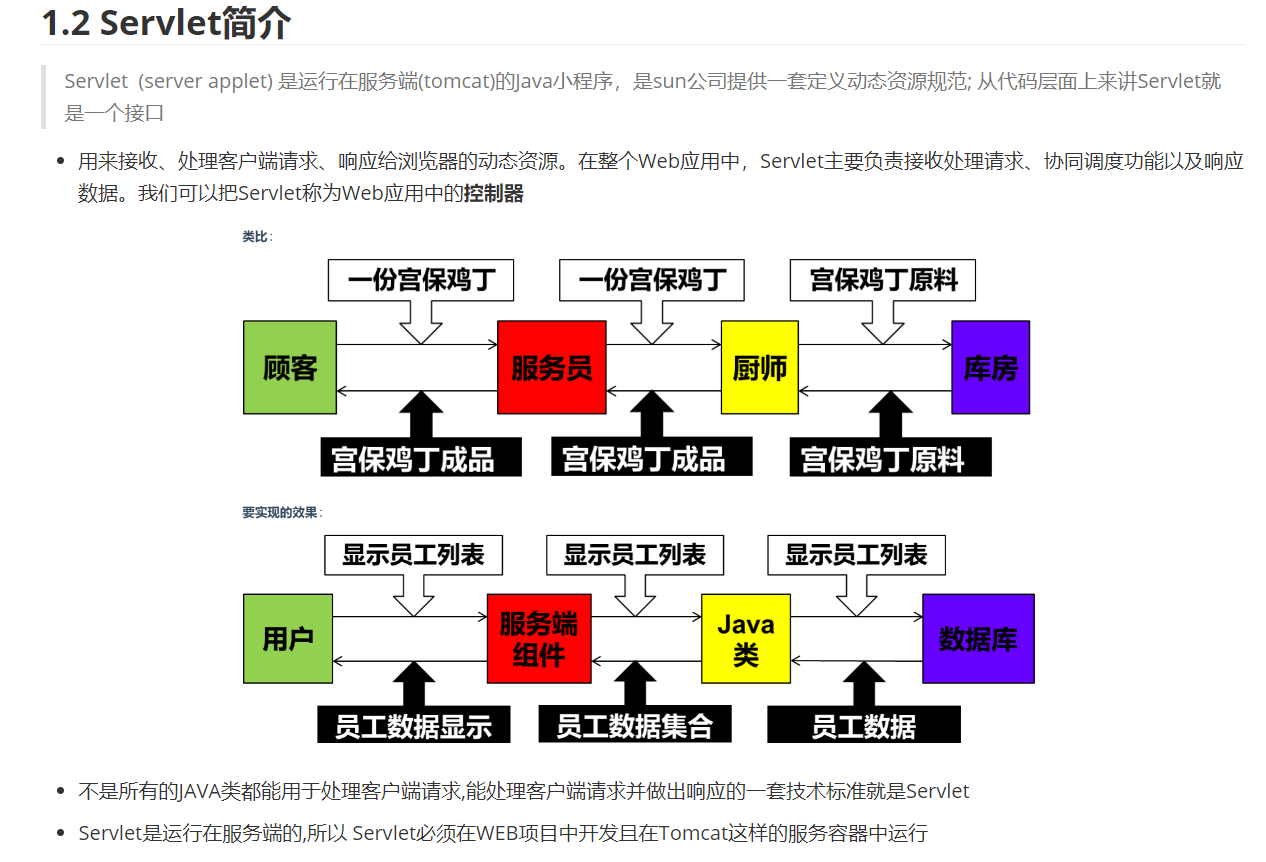 1.2 Servlet简介
Servlet (server applet) 是运行在服务端(tomcat)的Java小程序，是sun公司提供一套定义动态资源规范; 从代码层面上来讲Servlet就
是一个接口
用来接收、处理客户端请求、响应给浏览器的动态资源。在整个Web应用中，Servlet主要负责接收处理请求、协同调度功能以及响应
数据。我们可以把Servlet称为Web应用中的控制器
类比：
一份宫保鸡丁 一份宫保鸡丁 宫保鸡丁原料
顾客 服务员 厨师 库房
宫保鸡丁成品 宫保鸡丁成品 宫保鸡丁原料
要实现的效果：
显示员工列表 显示员工列表 显示员工列表
用户 服务端 Java 数据库
组件 类
员工数据显示 员工数据集合 员工数据
不是所有的JAVA类都能用于处理客户端请求,能处理客户端请求并做出响应的一套技术标准就是Servlet
Servlet是运行在服务端的,所以 Servlet必须在WEB项目中开发且在Tomcat这样的服务容器中运行